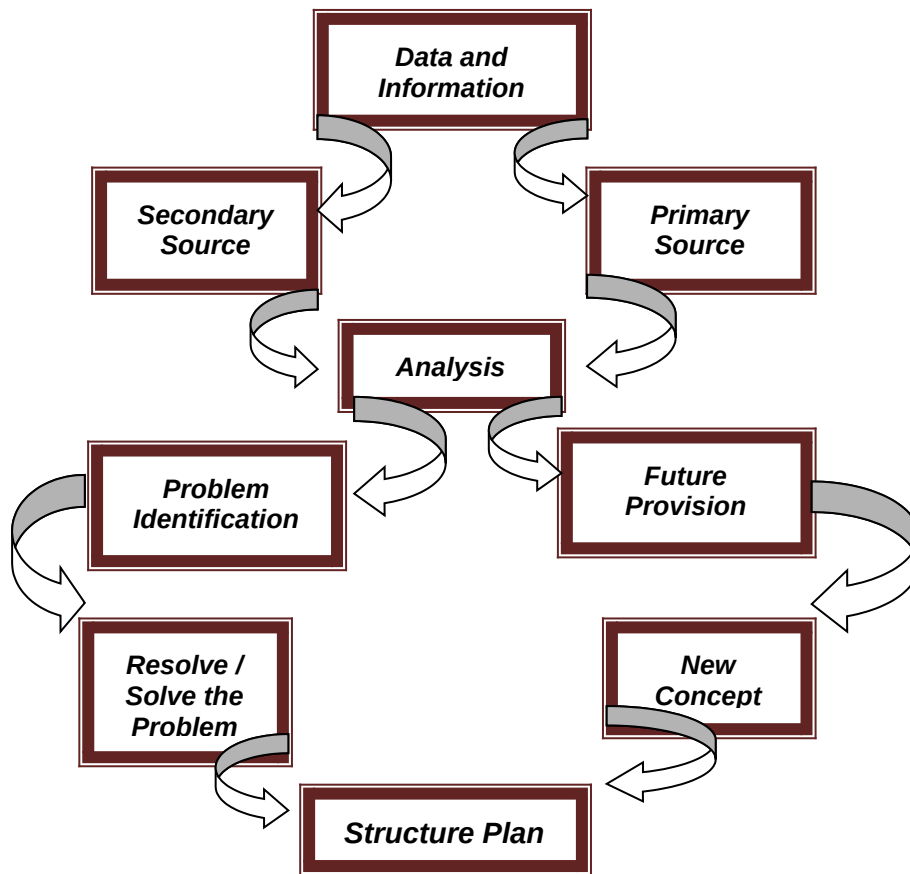 Data and
Information
Secondary
Source
Primary
Source
Analysis
Problem
Identification
Future
Provision
Resolve /
Solve the
Problem
New
Concept
Structure Plan